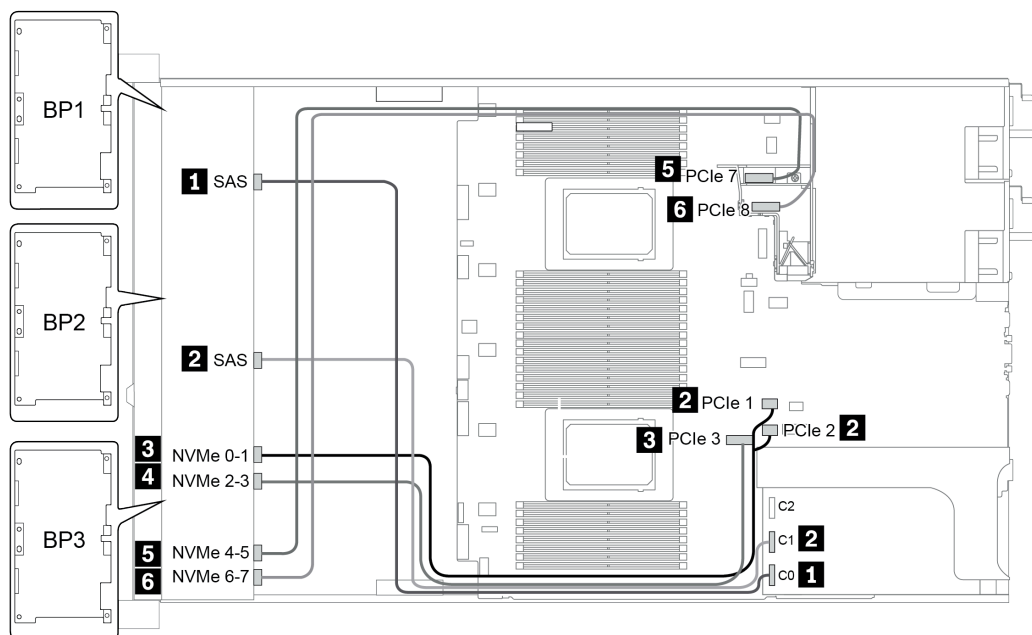 BP1
1 SAS
5 PCIe 7
6 PCIe 8
BP2
2 SAS
2 PCIe 1
PCIe 2 2
3 PCIe 3
3 NVMe 0-1
4 NVMe 2-3
C2
C1 2
C0 1
BP3
5 NVMe 4-5
6 NVMe 6-7